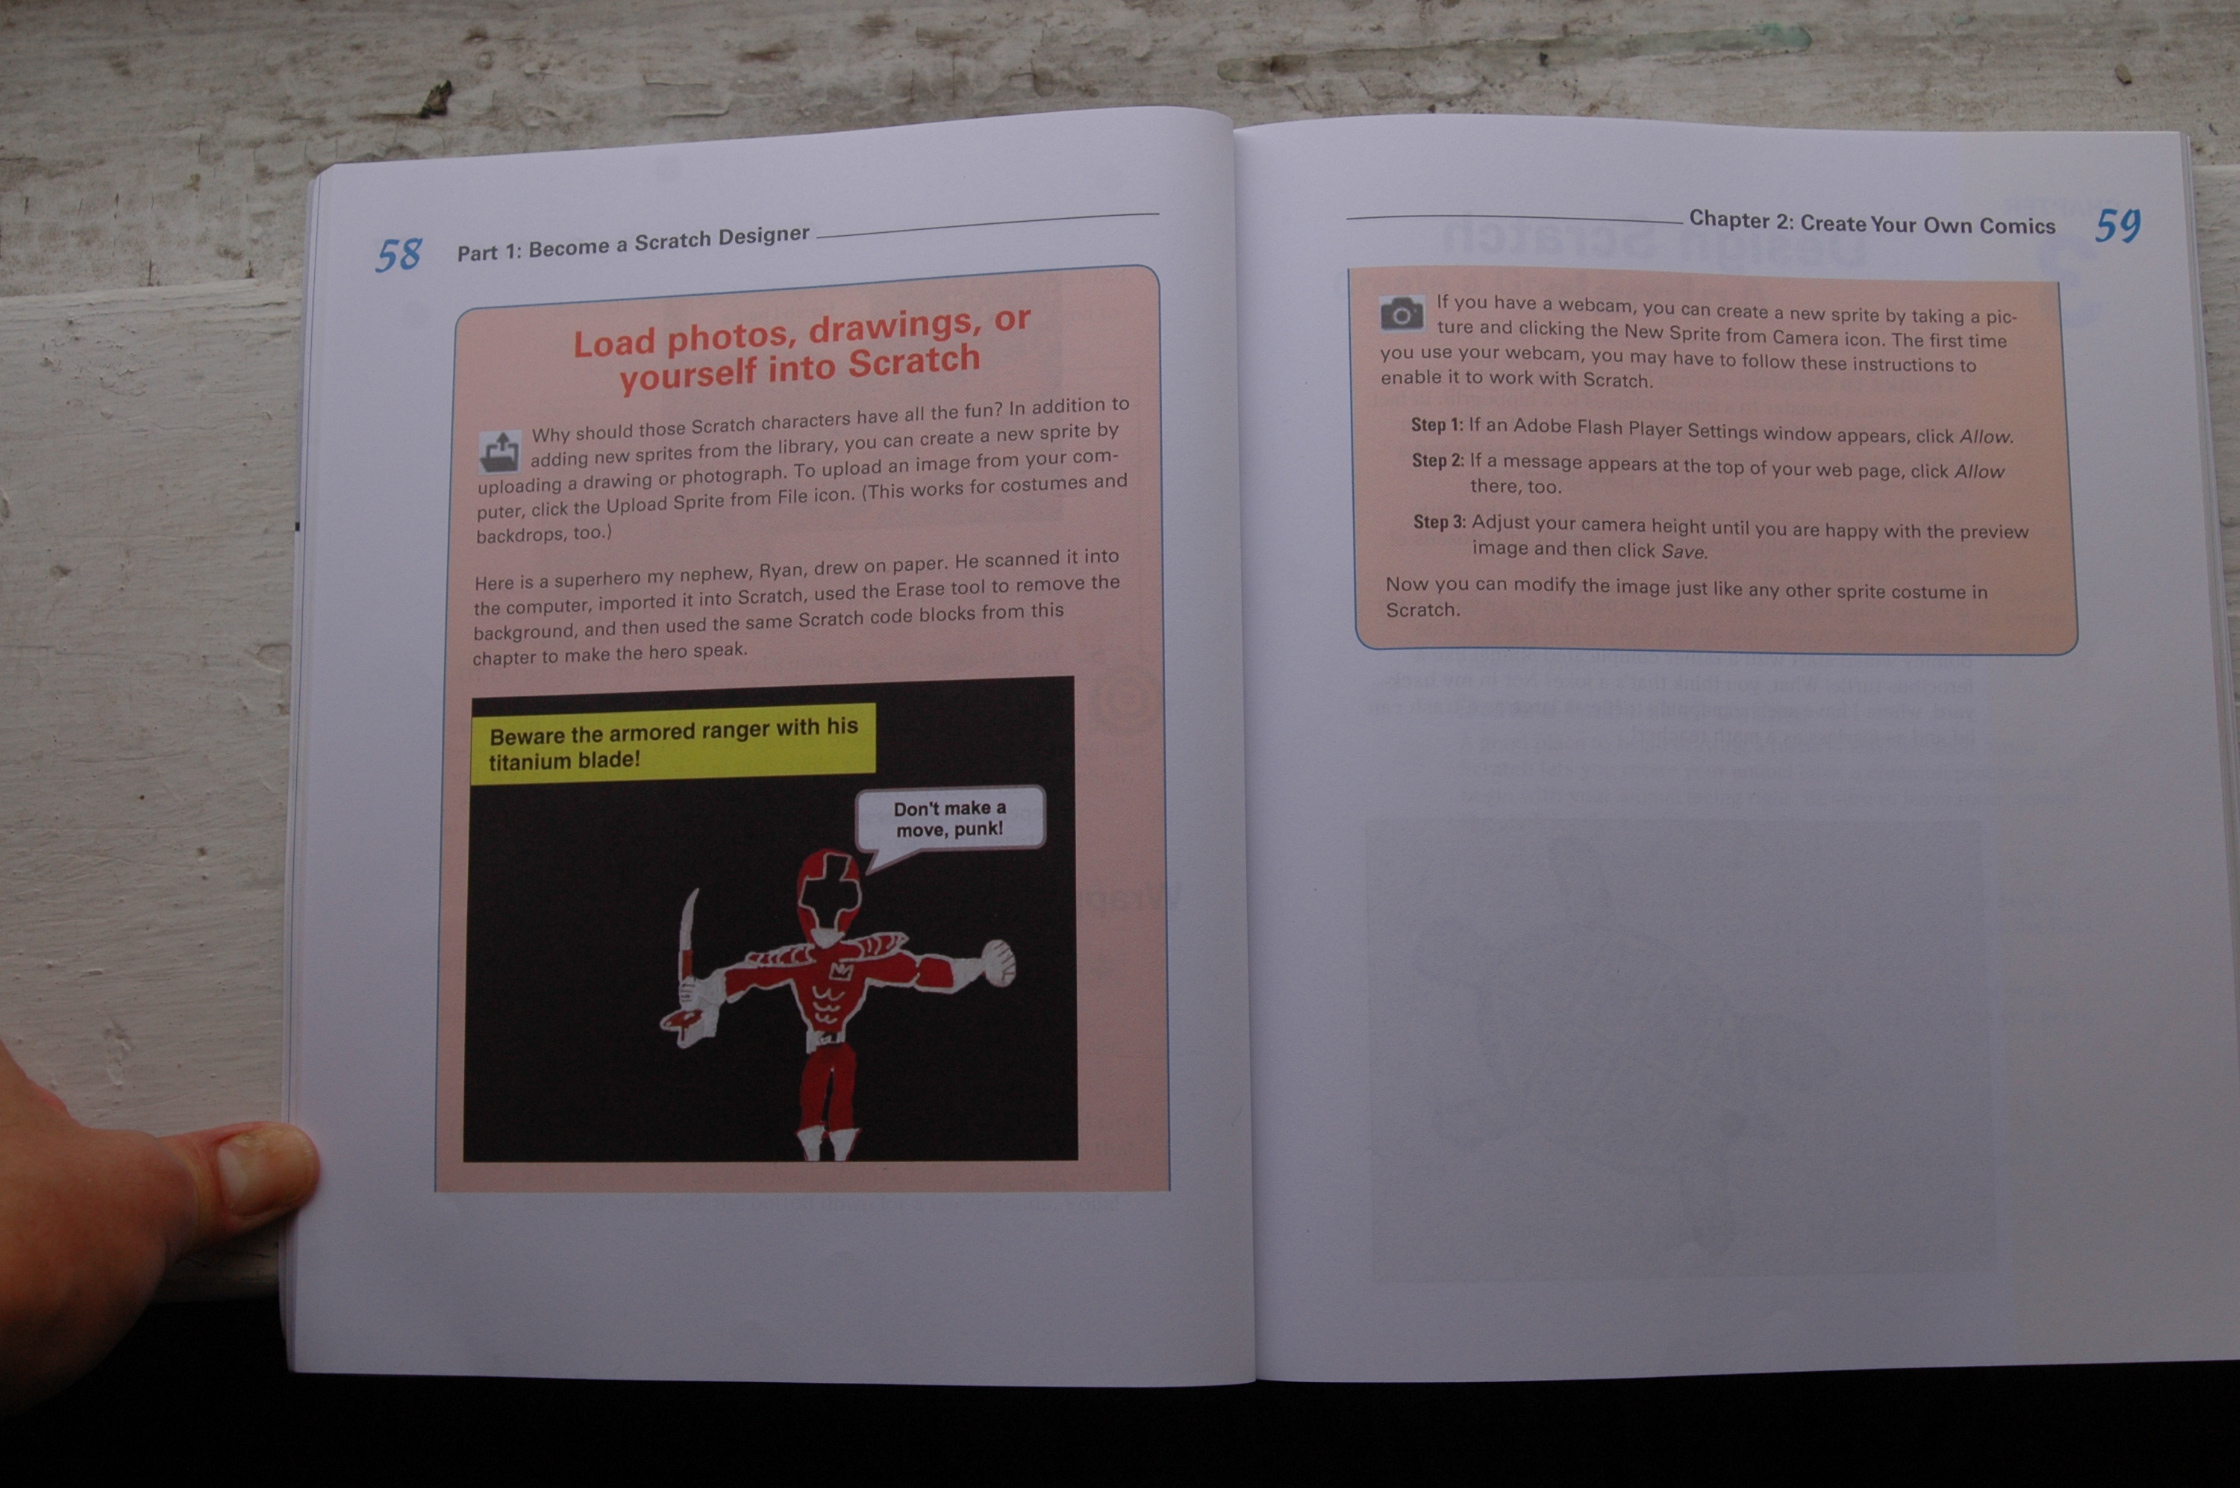 58 Part 1: Become a Scratch Designer
Load photos, drawings, or
yourself into Scratch
Why should those Scratch characters have all the fun? In addition to
adding new sprites from the library, you can create a new sprite by
uploading a drawing or photograph. To upload an image from your com-
puter, click the Upload Sprite from File icon. (This works for costumes and
backdrops, too.)
Here is a superhero my nephew, Ryan, drew on paper. He scanned it into
the computer, imported it into Scratch, used the Erase tool to remove the
background, and then used the same Scratch code blocks from this
chapter to make the hero speak.
Beware the armored ranger with his
titanium blade!
Don't make a
move, punk!
Chapter 2: Create Your Own Comics 59
If you have a webcam, you can create a new sprite by taking a pic-
ture and clicking the New Sprite from Camera icon. The first time
you use your webcam, you may have to follow these instructions to
enable it to work with Scratch.
Step 1: If an Adobe Flash Player Settings window appears, click Allow.
Step 2: If a message appears at the top of your web page, click Allow
there, too.
Step 3: Adjust your camera height until you are happy with the preview
image and then click Save.
Now you can modify the image just like any other sprite costume in
Scratch.